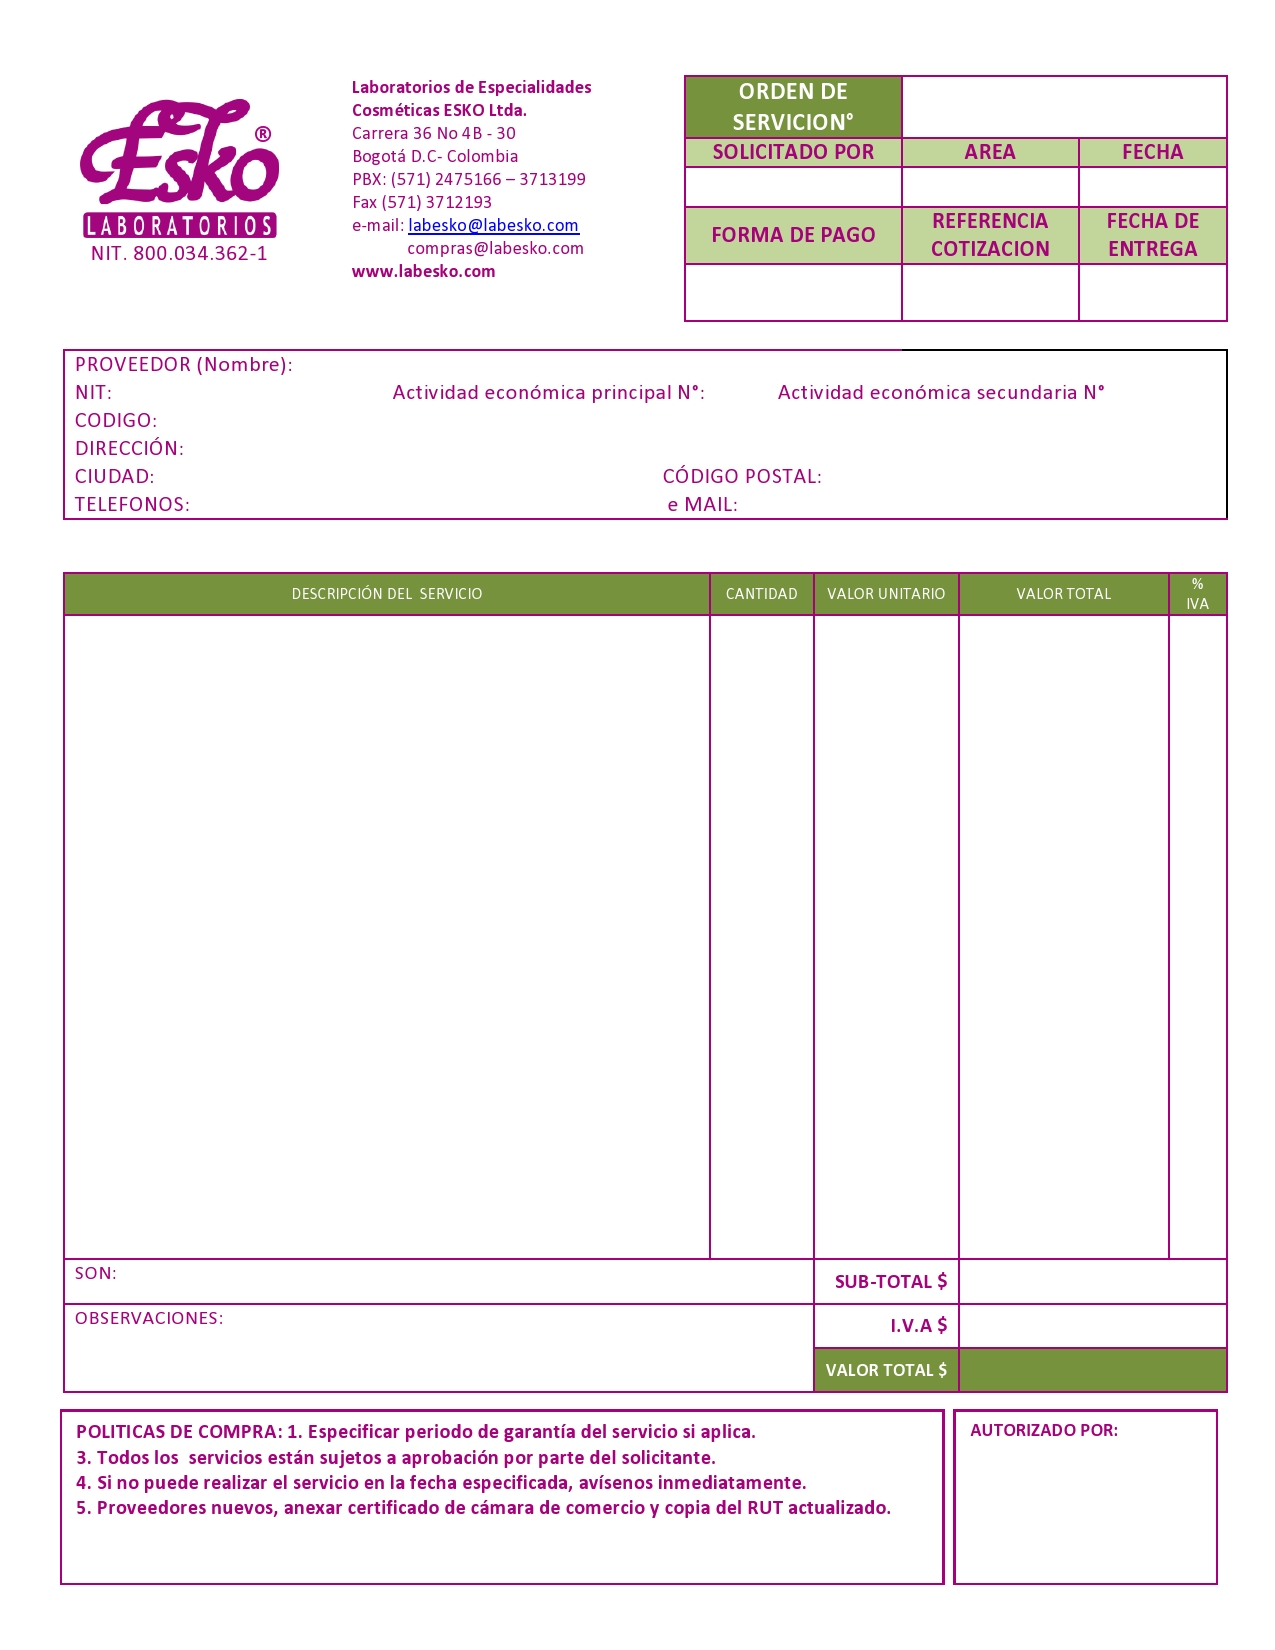 Esko ®
LABORATORIOS
NIT. 800.034.362-1
Laboratorios de Especialidades
Cosméticas ESKO Ltda.
Carrera 36 No 4B - 30
Bogotá D.C- Colombia
PBX: (571) 2475166 – 3713199
Fax (571) 3712193
e-mail: labesko@labesko.com
compras@labesko.com
www.labesko.com
ORDEN DE
SERVICION°
SOLICITADO POR AREA FECHA
FORMA DE PAGO REFERENCIA COTIZACION FECHA DE ENTREGA
PROVEEDOR (Nombre):
NIT: Actividad económica principal N°: Actividad económica secundaria N°
CODIGO:
DIRECCIÓN:
CIUDAD: CÓDIGO POSTAL:
TELEFONOS: e MAIL:
DESCRIPCIÓN DEL  SERVICIO CANTIDAD VALOR UNITARIO VALOR TOTAL % IVA
SON:
SUB-TOTAL $
OBSERVACIONES:
I.V.A $
VALOR TOTAL $
POLITICAS DE COMPRA: 1. Especificar periodo de garantía del servicio si aplica.
3. Todos los  servicios están sujetos a aprobación por parte del solicitante.
4. Si no puede realizar el servicio en la fecha especificada, avísenos inmediatamente.
5. Proveedores nuevos, anexar certificado de cámara de comercio y copia del RUT actualizado.
AUTORIZADO POR: